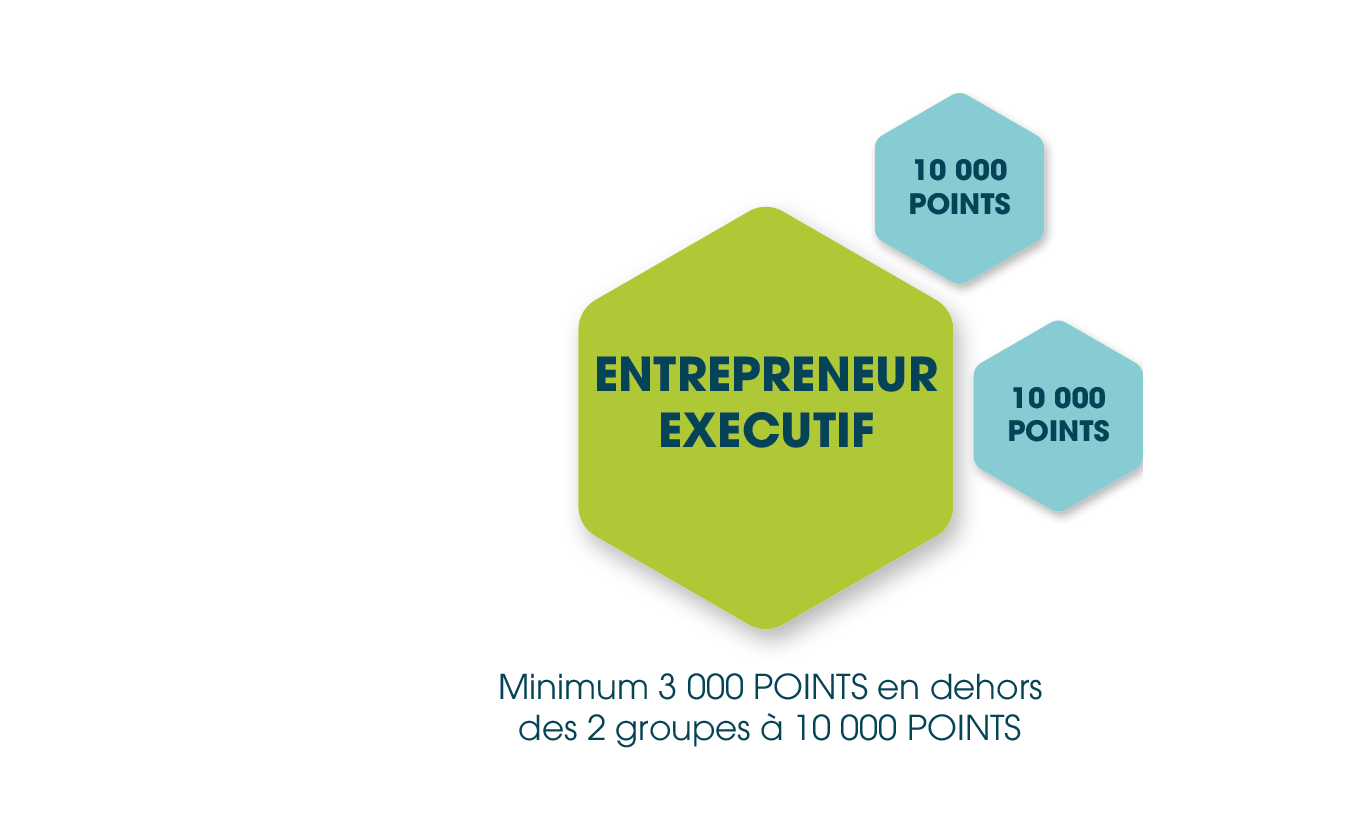 10 000
POINTS
ENTREPRENEUR
EXECUTIF
10 000
POINTS
Minimum 3 000 POINTS en dehors
des 2 groupes à 10 000 POINTS